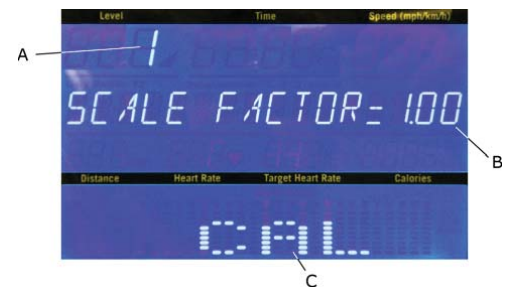 Level Time Speed (mph/km/h)
A
1
SCALE FACTOR= 1.00
B
Distance Heart Rate Target Heart Rate Calories
CAL
C